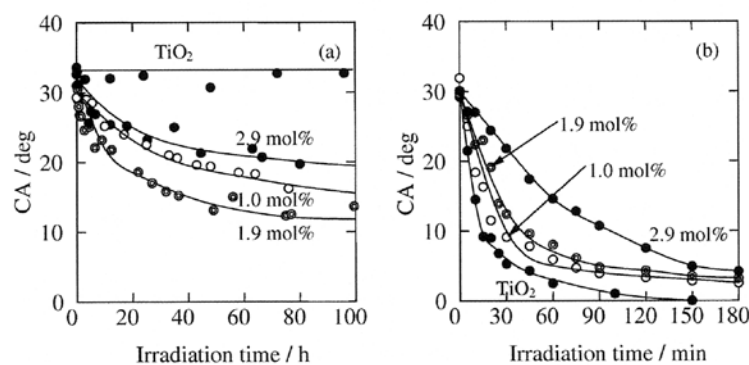 TiO₂
(a)
40
30
20
10
0
CA / deg
2.9 mol%
1.0 mol%
1.9 mol%
0 20 40 60 80 100
Irradiation time / h
(b)
40
30
20
10
0
CA / deg
1.9 mol%
1.0 mol%
2.9 mol%
TiO₂
0 30 60 90 120 150 180
Irradiation time / min